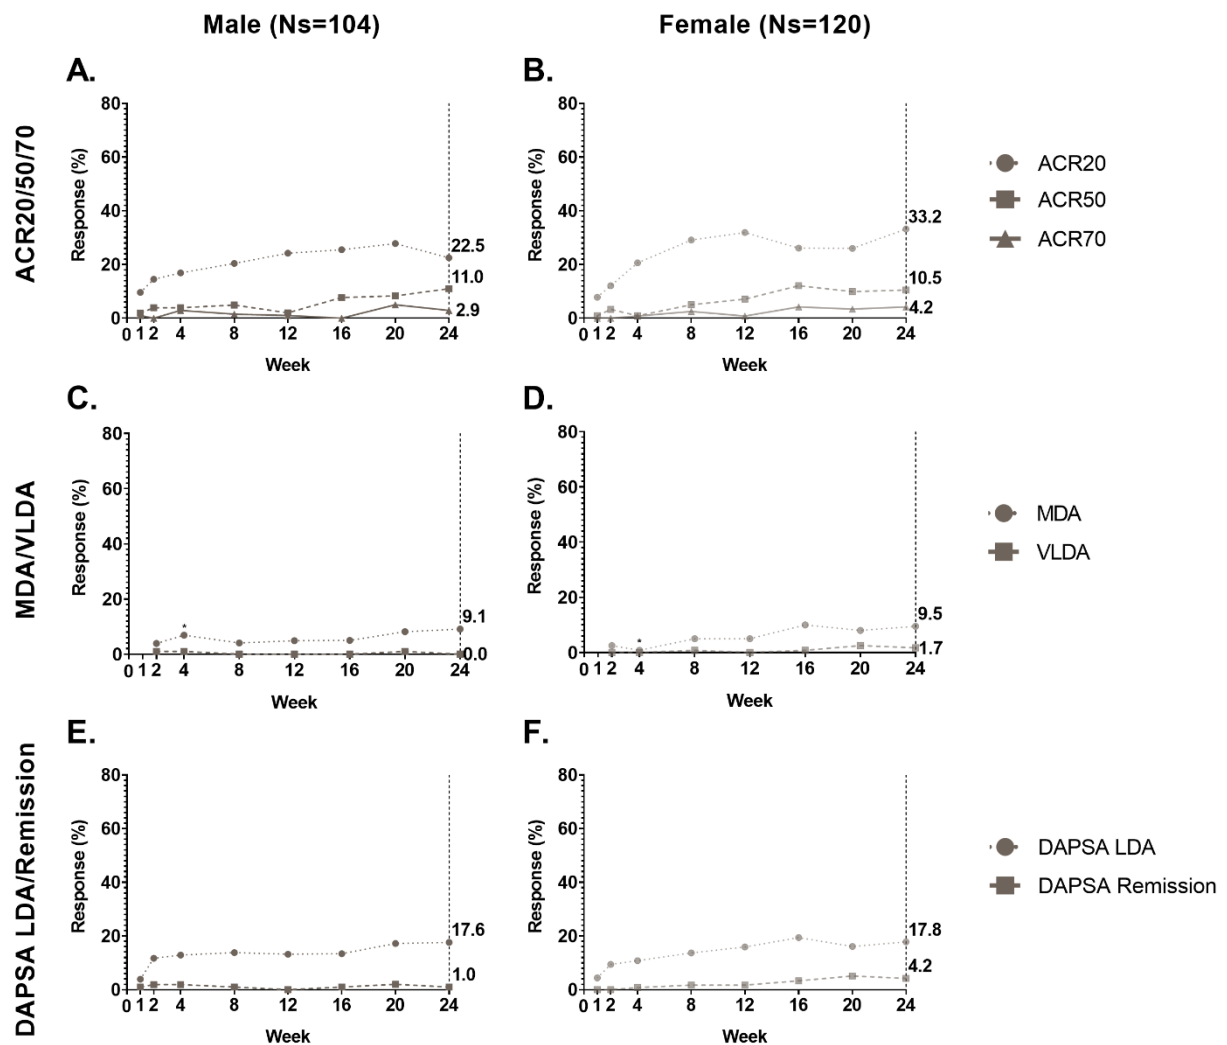 Male (Ns=104)
Female (Ns=120)
ACR20/50/70
A.
Response (%)
80
60
40
20
0
22.5
11.0
2.9
0 1 2 4 8 12 16 20 24
Week
B.
Response (%)
80
60
40
20
0
33.2
10.5
4.2
0 1 2 4 8 12 16 20 24
Week
ACR20
ACR50
ACR70
MDA/VLDA
C.
Response (%)
80
60
40
20
0
*
9.1
0.0
0 1 2 4 8 12 16 20 24
Week
D.
Response (%)
80
60
40
20
0
*
9.5
1.7
0 1 2 4 8 12 16 20 24
Week
MDA
VLDA
DAPSA LDA/Remission
E.
Response (%)
80
60
40
20
0
17.6
1.0
0 1 2 4 8 12 16 20 24
Week
F.
Response (%)
80
60
40
20
0
17.8
4.2
0 1 2 4 8 12 16 20 24
Week
DAPSA LDA
DAPSA Remission